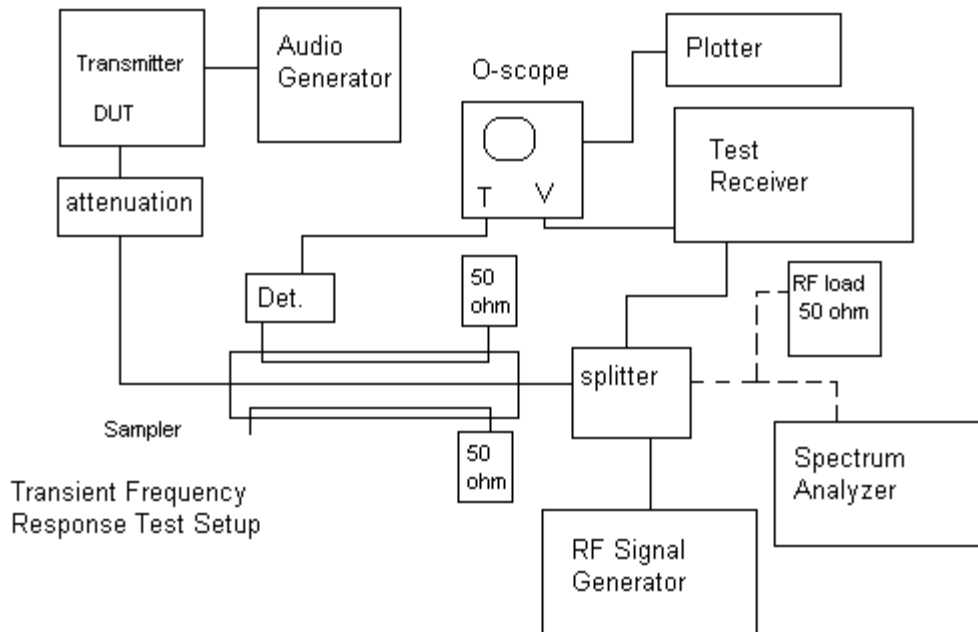 Transmitter
DUT
Audio
Generator
O-scope
Plotter
T V
Test
Receiver
attenuation
Det.
50
ohm
RF load
50 ohm
splitter
Sampler
50
ohm
Spectrum
Analyzer
Transient Frequency
Response Test Setup
RF Signal
Generator